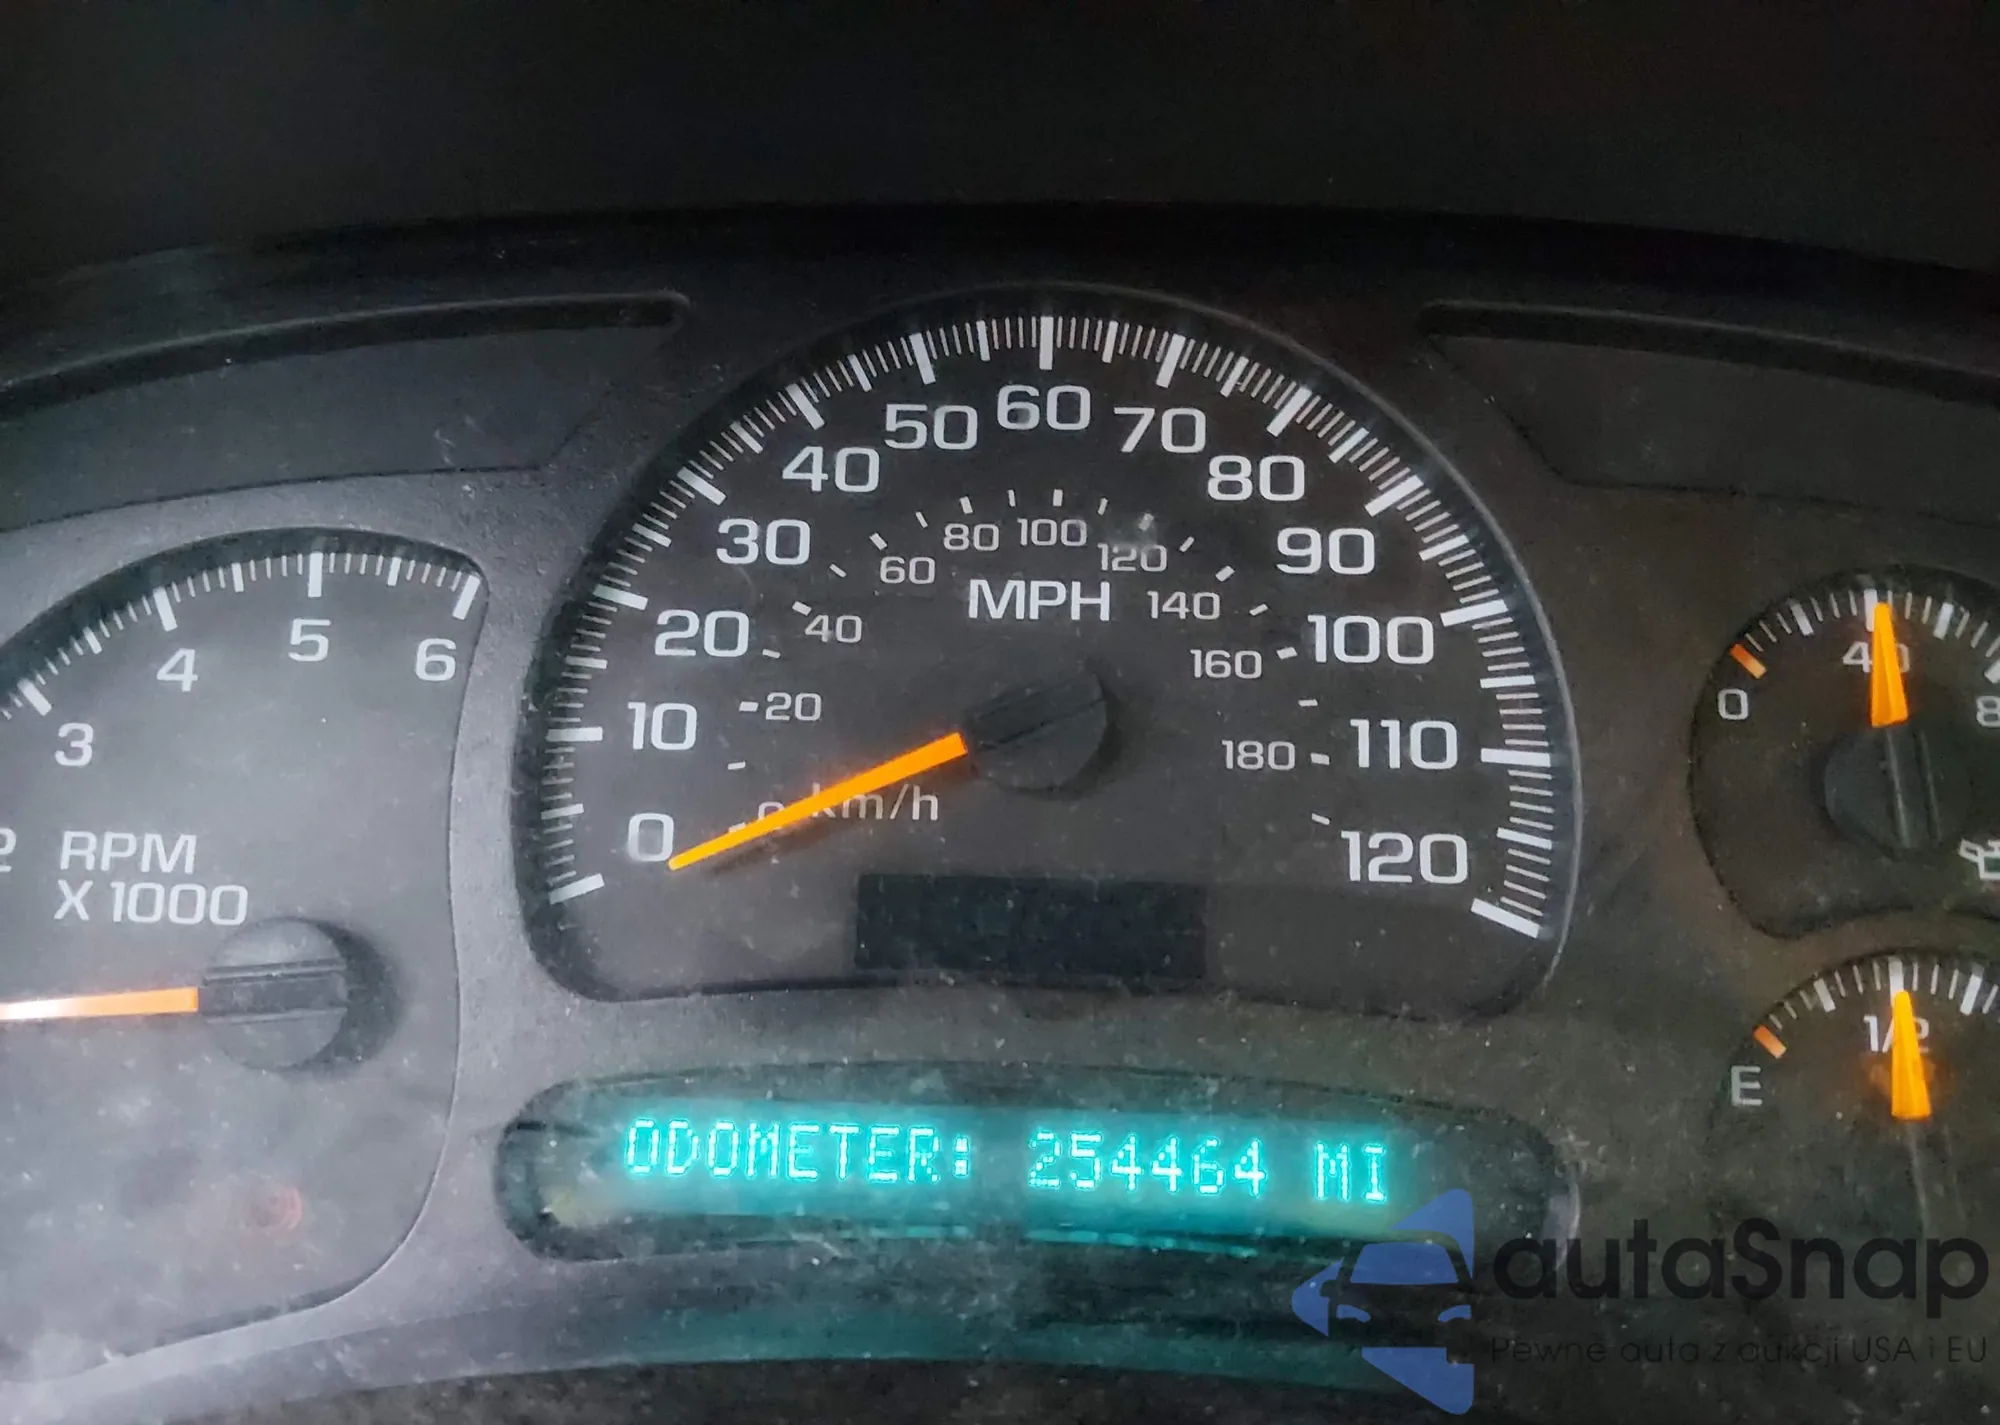 0 10 20 30 40 50 60 70 80 90 100 110 120
20 40 60 80 100 120 140 160 180
MPH
km/h
3 4 5 6
RPM
X 1000
0 40
E 1/2
ODOMETER: 254464 MI
autaSnap
Pewne auta z aukcji USA i EU